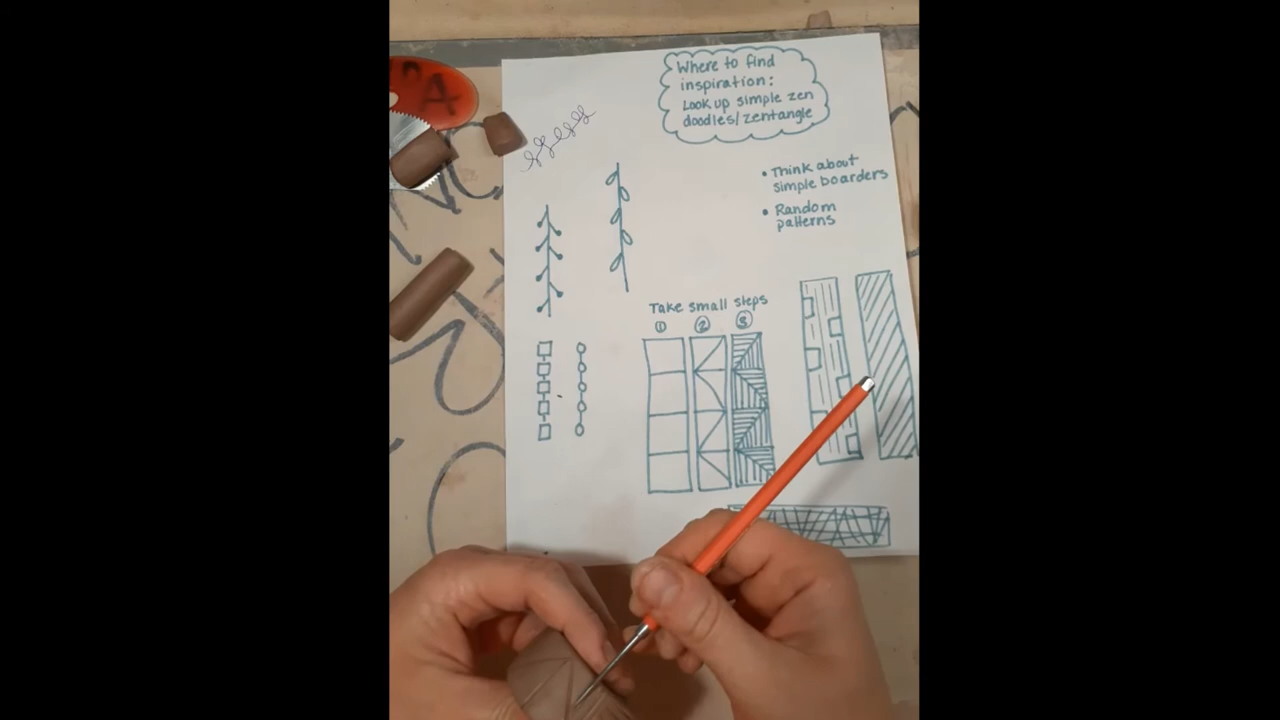 Where to find
inspiration:
Look up simple zen
doodles/zentangle
• Think about
simple boarders
• Random
patterns
Take small steps
① ② ③